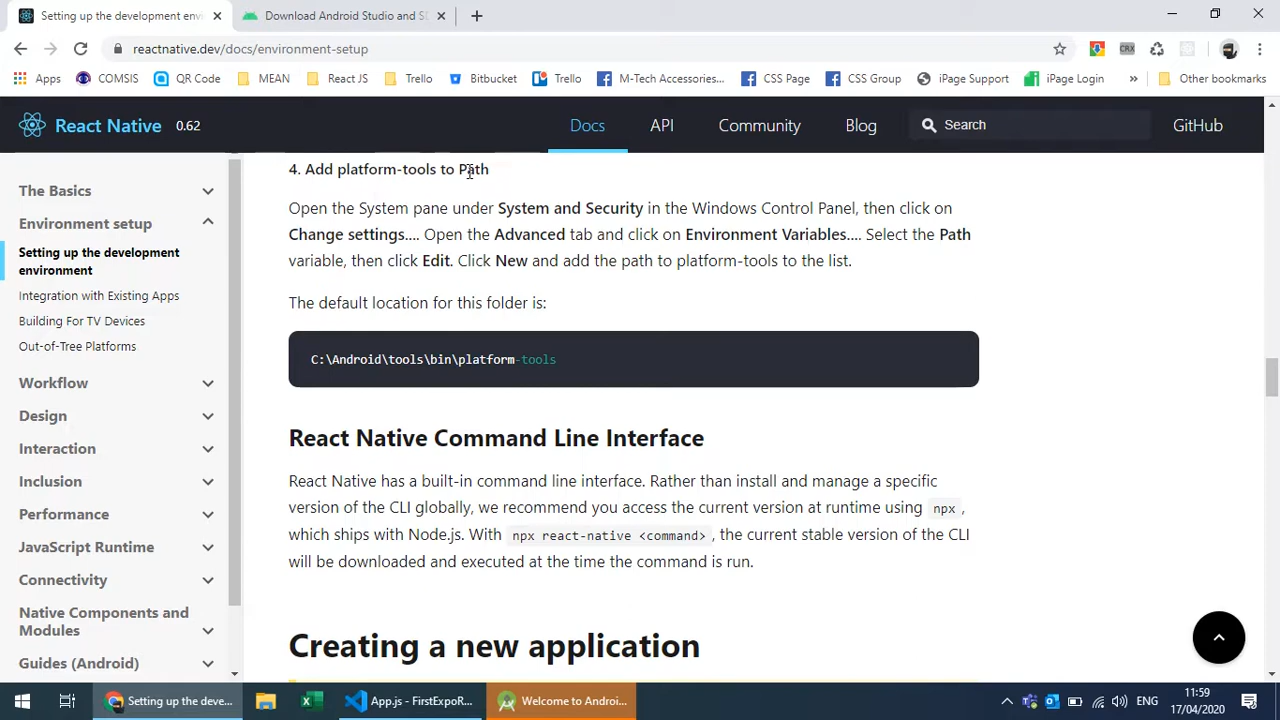 Setting up the development envi
Download Android Studio and SD
reactnative.dev/docs/environment-setup
CRX
Apps
COMSIS
QR Code
MEAN
React JS
Trello
Bitbucket
Trello
M-Tech Accessories...
CSS Page
CSS Group
iPage Support
iPage Login
»
Other bookmarks
React Native
0.62
Docs
API
Community
Blog
Search
GitHub
The Basics
Environment setup
Setting up the development
environment
Integration with Existing Apps
Building For TV Devices
Out-of-Tree Platforms
Workflow
Design
Interaction
Inclusion
Performance
JavaScript Runtime
Connectivity
Native Components and
Modules
Guides (Android)
4. Add platform-tools to Path
Open the System pane under System and Security in the Windows Control Panel, then click on
Change settings.... Open the Advanced tab and click on Environment Variables.... Select the Path
variable, then click Edit. Click New and add the path to platform-tools to the list.
The default location for this folder is:
C:\Android\tools\bin\platform-tools
React Native Command Line Interface
React Native has a built-in command line interface. Rather than install and manage a specific
version of the CLI globally, we recommend you access the current version at runtime using npx ,
which ships with Node.js. With npx react-native <command> , the current stable version of the CLI
will be downloaded and executed at the time the command is run.
Creating a new application
Setting up the deve...
App.js - FirstExpoR...
Welcome to Androi...
ENG
11:59
17/04/2020